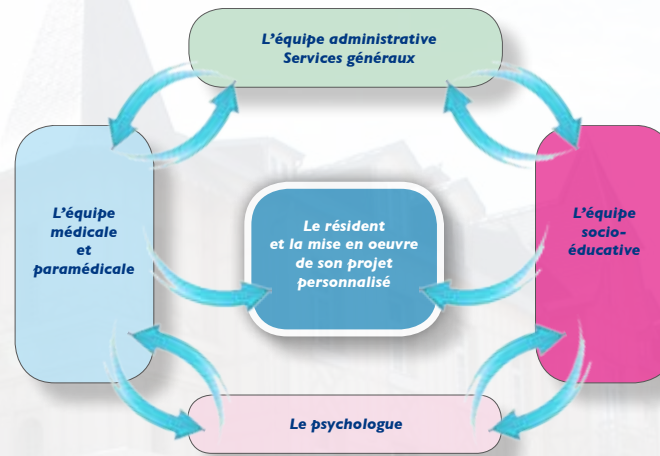 L'équipe administrative
Services généraux
L'équipe
médicale
et
paramédicale
Le résident
et la mise en oeuvre
de son projet
personnalisé
L'équipe
socio-
éducative
Le psychologue